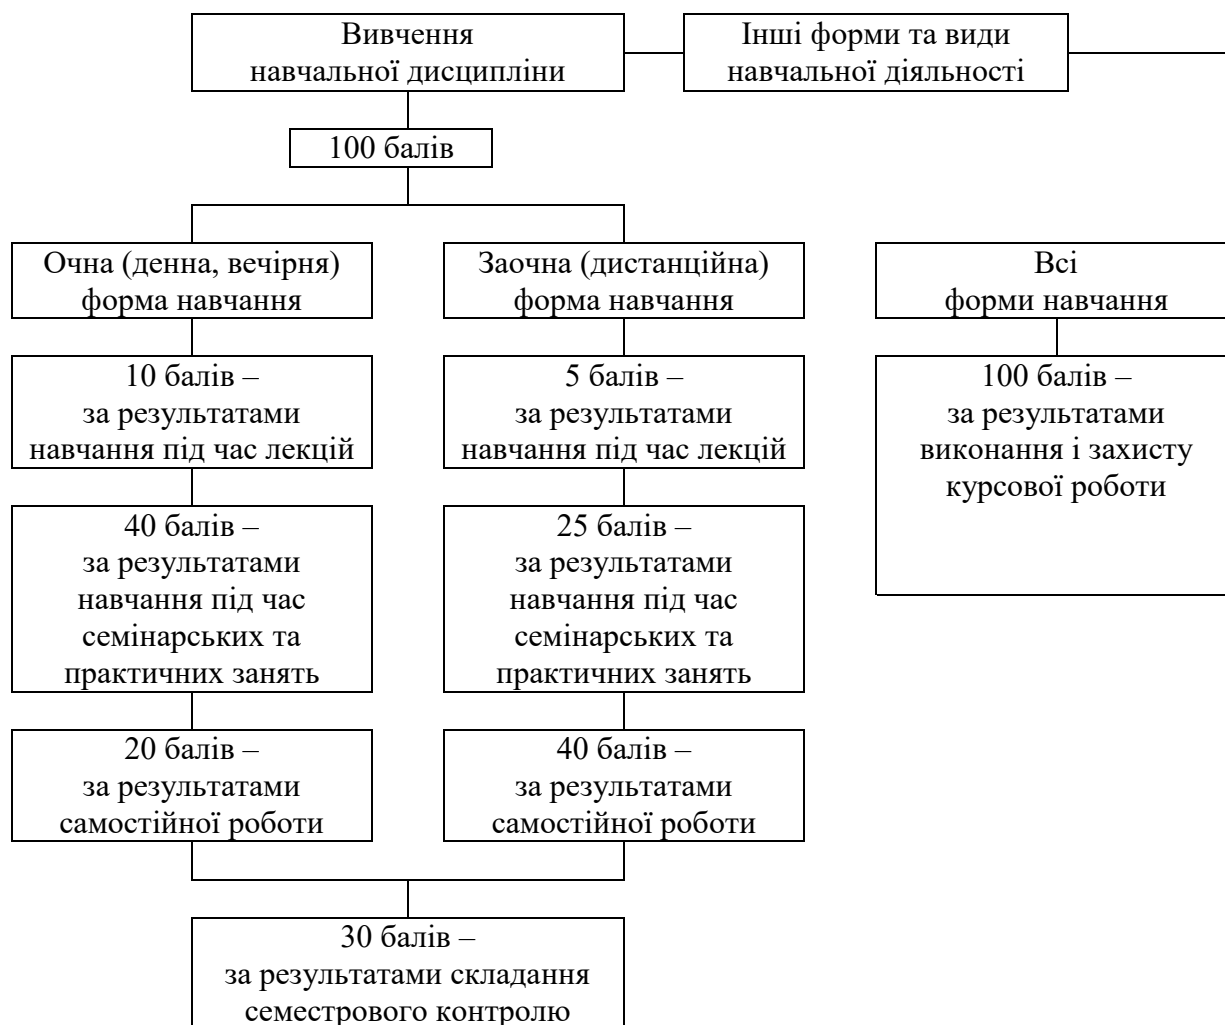 Вивчення
навчальної дисципліни
Інші форми та види
навчальної діяльності
100 балів
Очна (денна, вечірня)
форма навчання
Заочна (дистанційна)
форма навчання
Всі
форми навчання
10 балів –
за результатами
навчання під час лекцій
5 балів –
за результатами
навчання під час лекцій
100 балів –
за результатами
виконання і захисту
курсової роботи
40 балів –
за результатами
навчання під час
семінарських та
практичних занять
25 балів –
за результатами
навчання під час
семінарських та
практичних занять
20 балів –
за результатами
самостійної роботи
40 балів –
за результатами
самостійної роботи
30 балів –
за результатами складання
семестрового контролю